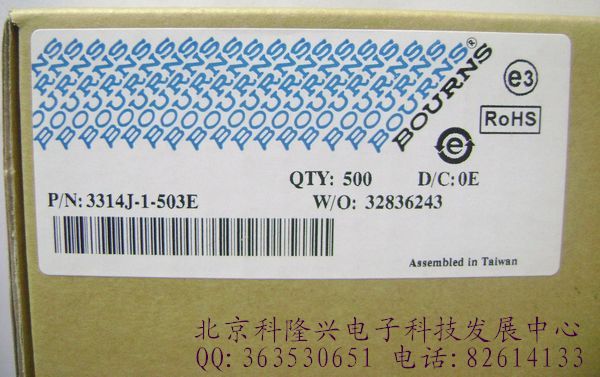 BOURNS®
e3
RoHS
e
QTY: 500 D/C: 0E
P/N: 3314J-1-503E W/O: 32836243
Assembled in Taiwan
北京科隆兴电子科技发展中心
QQ: 363530651 电话: 82614133